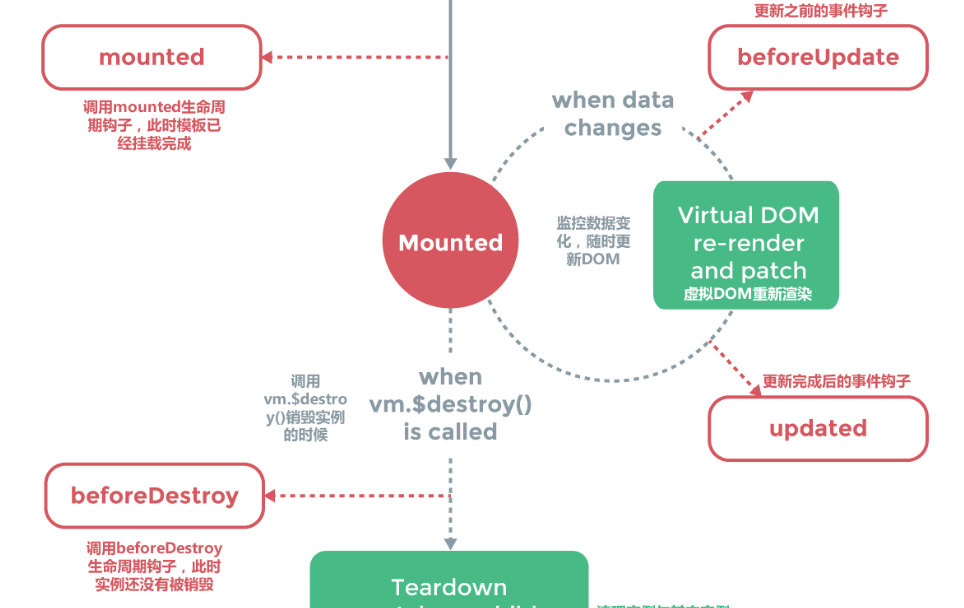 更新之前的事件钩子
mounted
beforeUpdate
调用mounted生命周
期钩子，此时模板已
经挂载完成
when data
changes
Mounted
监控数据变
化，随时更
新DOM
Virtual DOM
re-render
and patch
虚拟DOM重新渲染
调用
vm.$destro
y()销毁实例
的时候
when
vm.$destroy()
is called
更新完成后的事件钩子
updated
beforeDestroy
调用beforeDestroy
生命周期钩子，此时
实例还没有被销毁
Teardown